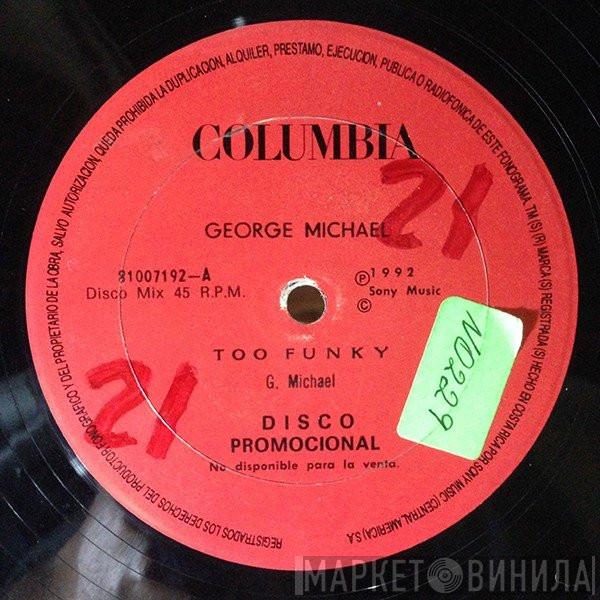 REGISTRADOS LOS DERECHOS DEL PRODUCTOR FONOGRAFICO Y DEL PROPIETARIO DE LA OBRA, SALVO AUTORIZACION. QUEDA PROHIBIDA LA DUPLICACION, ALQUILER, PRESTAMO, EJECUCION, PUBLICA O RADIOFONICA DE ESTE FONOGRAMA. TM (S) (R) MARCA (S) REGISTRADA (S) HECHO EN COSTA RICA POR SONY MUSIC (CENTRAL AMERICA) S.A.
COLUMBIA
12
GEORGE MICHAEL
81007192-A
Disco Mix 45 R.P.M.
℗ 1992
© Sony Music
TOO FUNKY
G. Michael
NO229
12
DISCO
PROMOCIONAL
No disponible para la venta.
МАРКЕТ ВИНИЛА